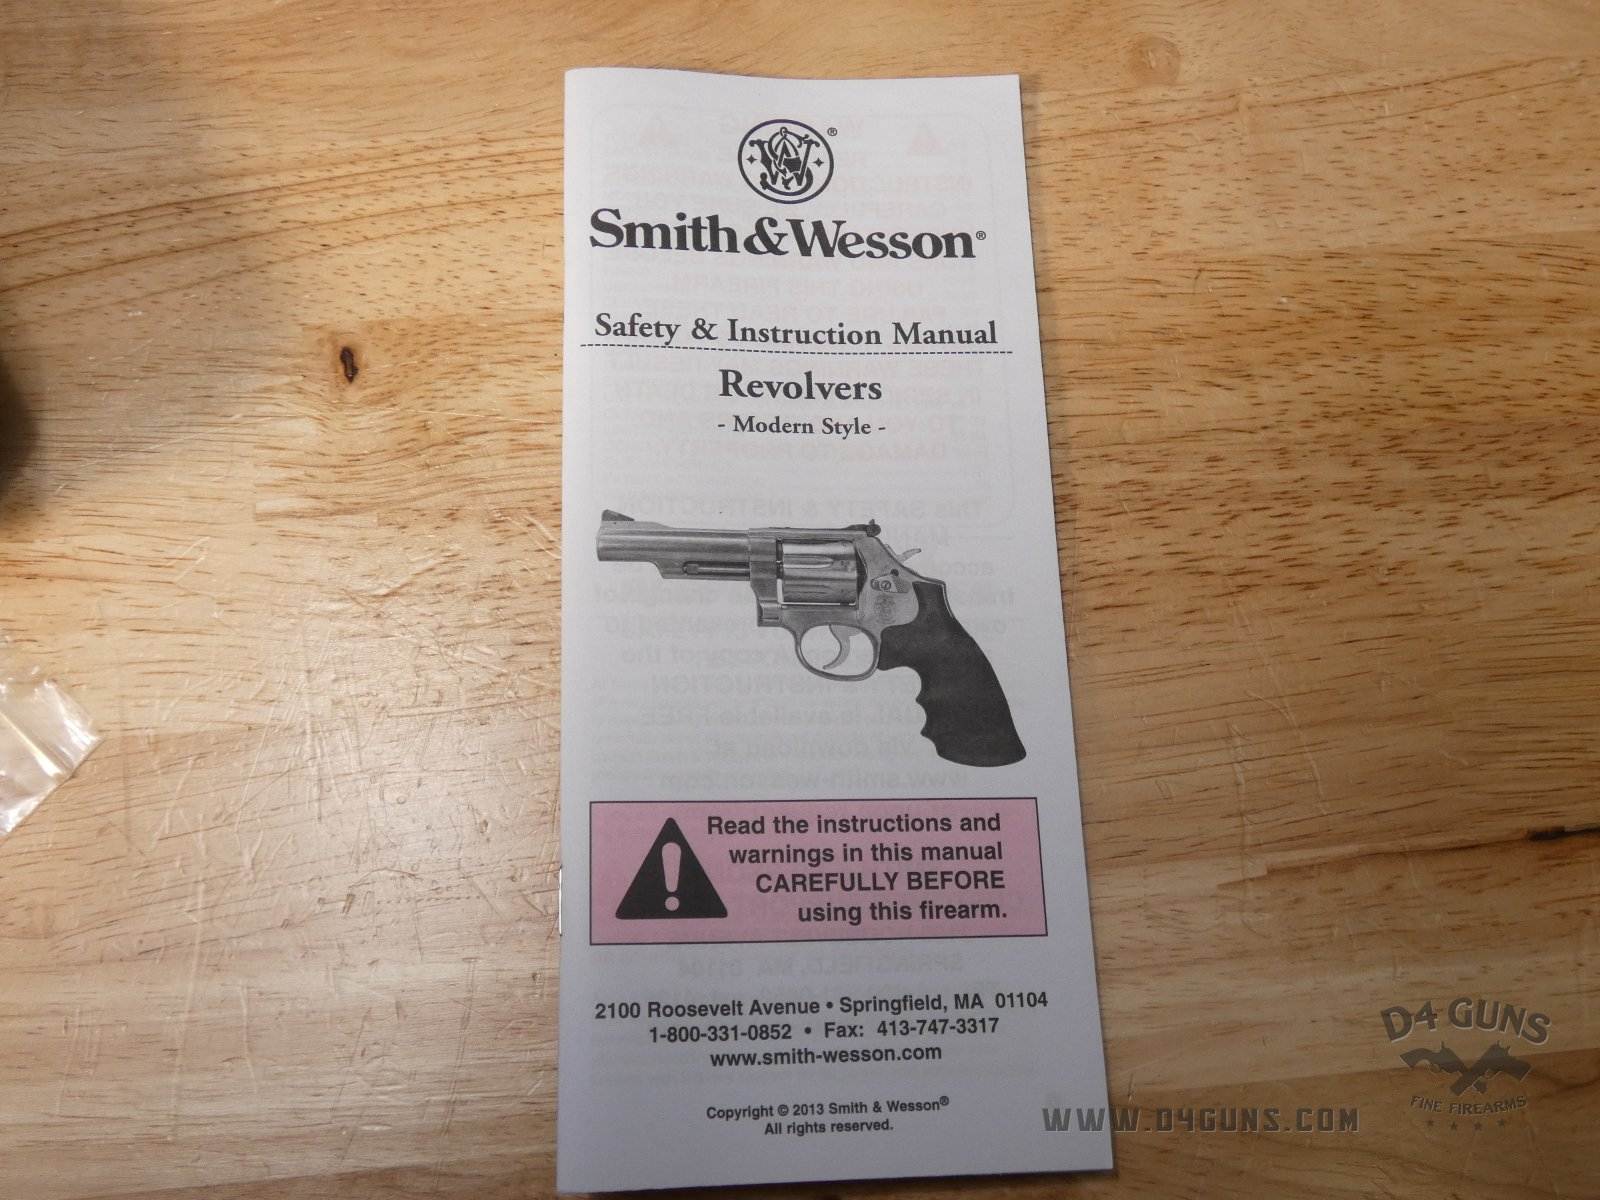 Smith & Wesson®
Safety & Instruction Manual
Revolvers
- Modern Style -
Read the instructions and
warnings in this manual
CAREFULLY BEFORE
using this firearm.
2100 Roosevelt Avenue • Springfield, MA 01104
1-800-331-0852 • Fax: 413-747-3317
www.smith-wesson.com
Copyright © 2013 Smith & Wesson®
All rights reserved.
D4 GUNS
FINE FIREARMS
WWW.D4GUNS.COM